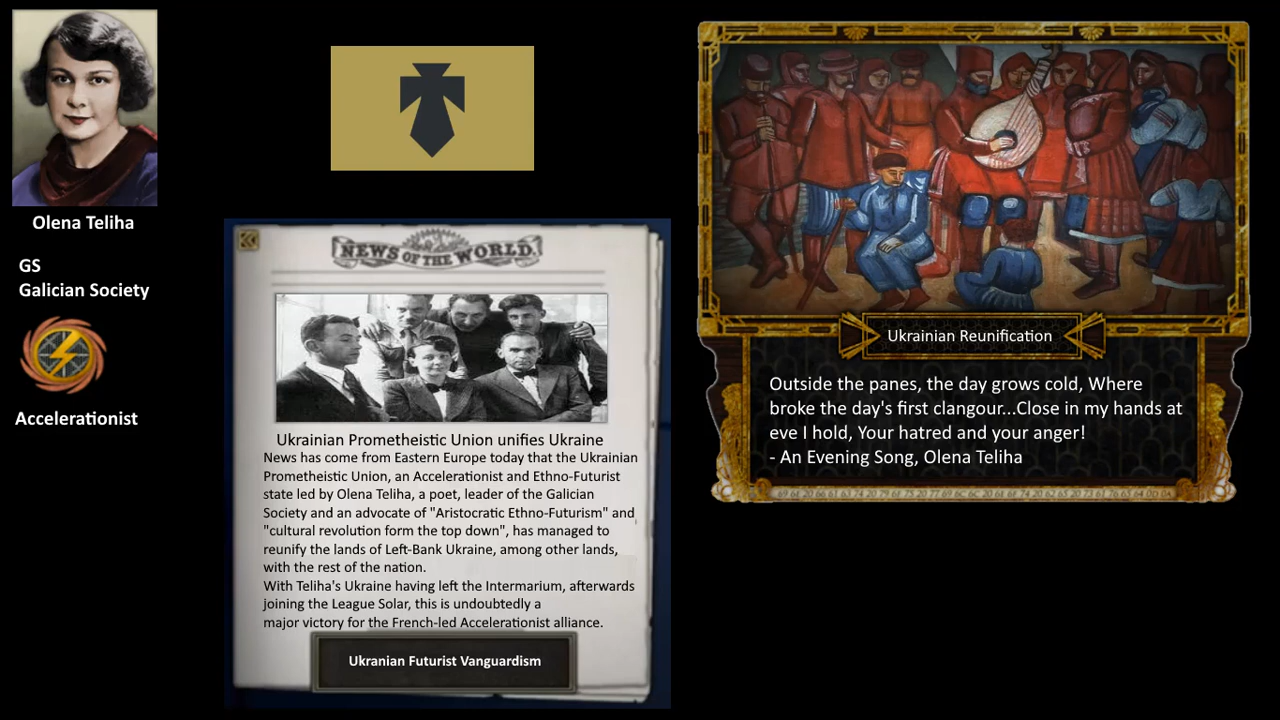 Olena Teliha
GS
Galician Society
Accelerationist
NEWS OF THE WORLD.
Ukrainian Prometheistic Union unifies Ukraine
News has come from Eastern Europe today that the Ukrainian
Prometheistic Union, an Accelerationist and Ethno-Futurist
state led by Olena Teliha, a poet, leader of the Galician
Society and an advocate of "Aristocratic Ethno-Futurism" and
"cultural revolution form the top down", has managed to
reunify the lands of Left-Bank Ukraine, among other lands,
with the rest of the nation.
With Teliha's Ukraine having left the Intermarium, afterwards
joining the League Solar, this is undoubtedly a
major victory for the French-led Accelerationist alliance.
Ukranian Futurist Vanguardism
Ukrainian Reunification
Outside the panes, the day grows cold, Where
broke the day's first clangour...Close in my hands at
eve I hold, Your hatred and your anger!
- An Evening Song, Olena Teliha